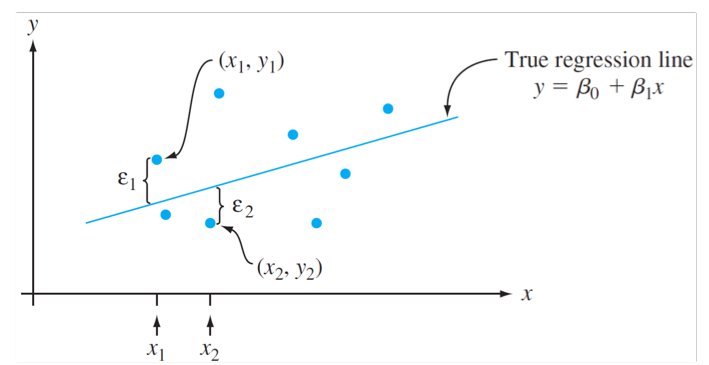 y
(x₁, y₁)
True regression line
y = β₀ + β₁x
ε₁
ε₂
(x₂, y₂)
x
x₁
x₂